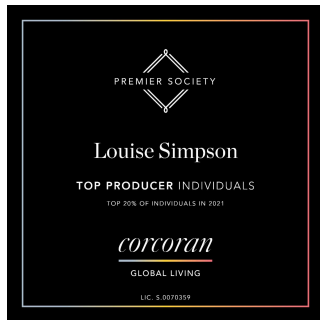 PREMIER SOCIETY
Louise Simpson
TOP PRODUCER INDIVIDUALS
TOP 20% OF INDIVIDUALS IN 2021
corcoran
GLOBAL LIVING
LIC. S.0070359